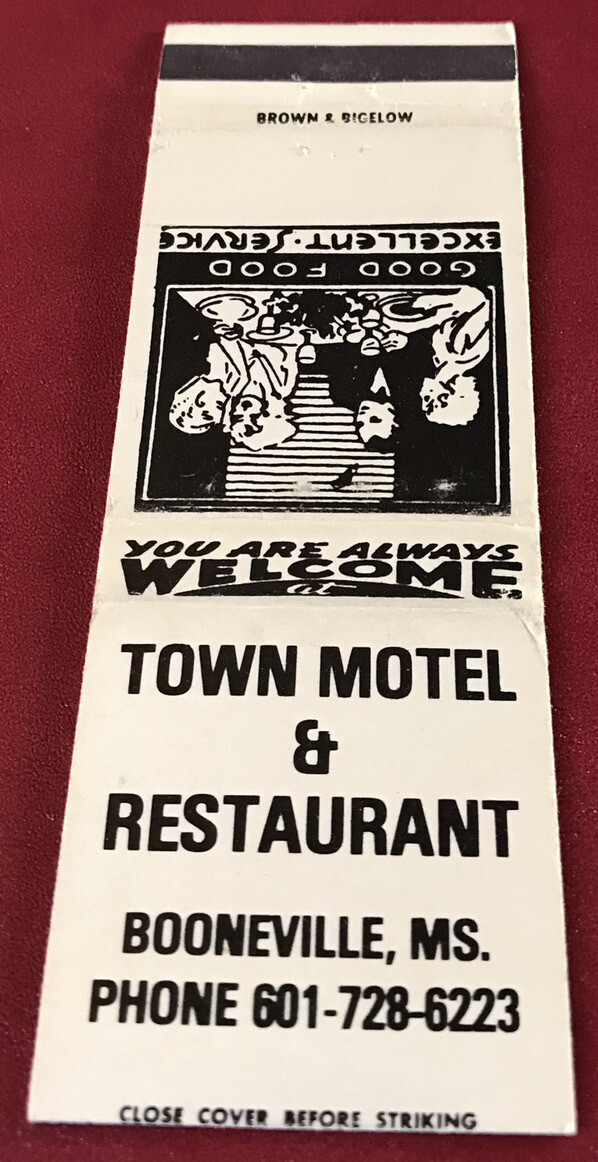 BROWN & BIGELOW
EXCELLENT · SERVICE
GOOD FOOD
YOU ARE ALWAYS
WELCOME
at
TOWN MOTEL
&
RESTAURANT
BOONEVILLE, MS.
PHONE 601-728-6223
CLOSE COVER BEFORE STRIKING